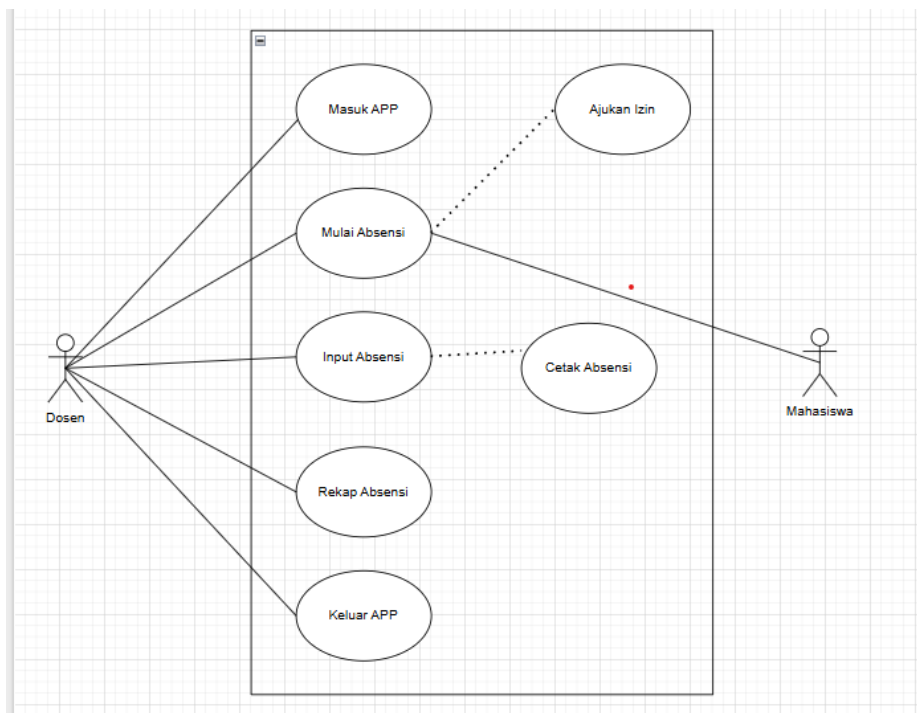 Masuk APP
Ajukan Izin
Mulai Absensi
Input Absensi
Cetak Absensi
Dosen
Mahasiswa
Rekap Absensi
Keluar APP